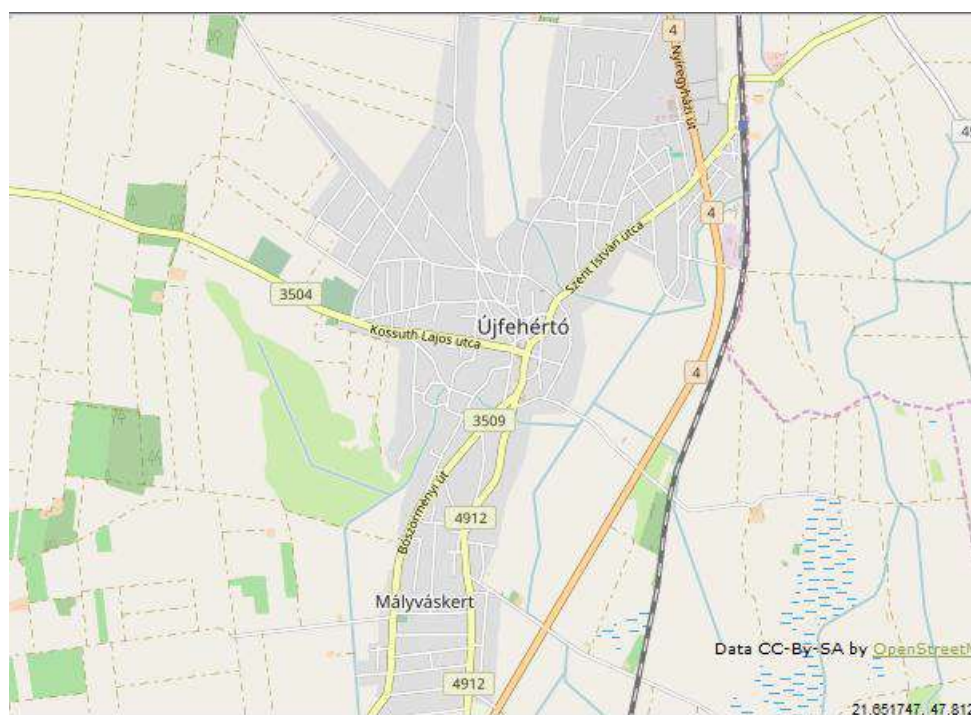 4
Nyíregyházi út
4
Szent István utca
3504
Újfehértó
Kossuth Lajos utca
4
3509
Böszörményi út
4912
Mályváskert
Data CC-By-SA by OpenStreetM
4912
21.651747, 47.812